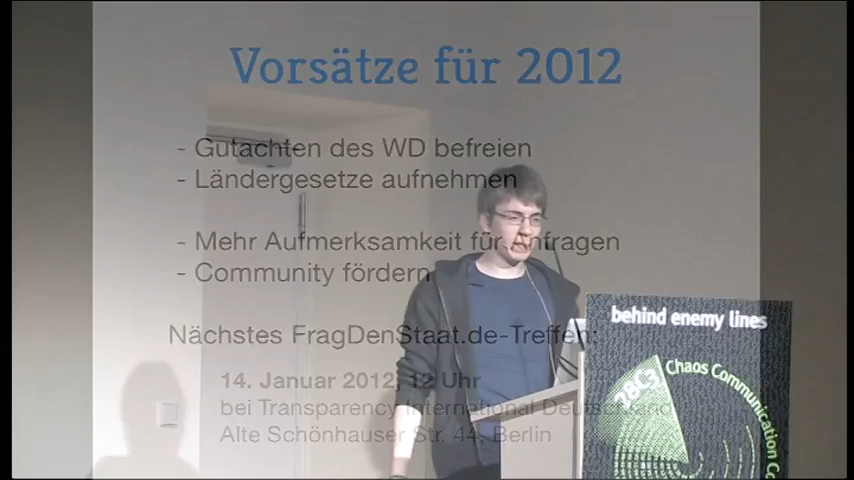 Vorsätze für 2012
- Gutachten des WD befreien
- Ländergesetze aufnehmen
- Mehr Aufmerksamkeit für Anfragen
- Community fördern
Nächstes FragDenStaat.de-Treffen:
14. Januar 2012, 12 Uhr
bei Transparency International Deutschland
Alte Schönhauser Str. 44, Berlin
behind enemy lines
28C3
Chaos Communication Co